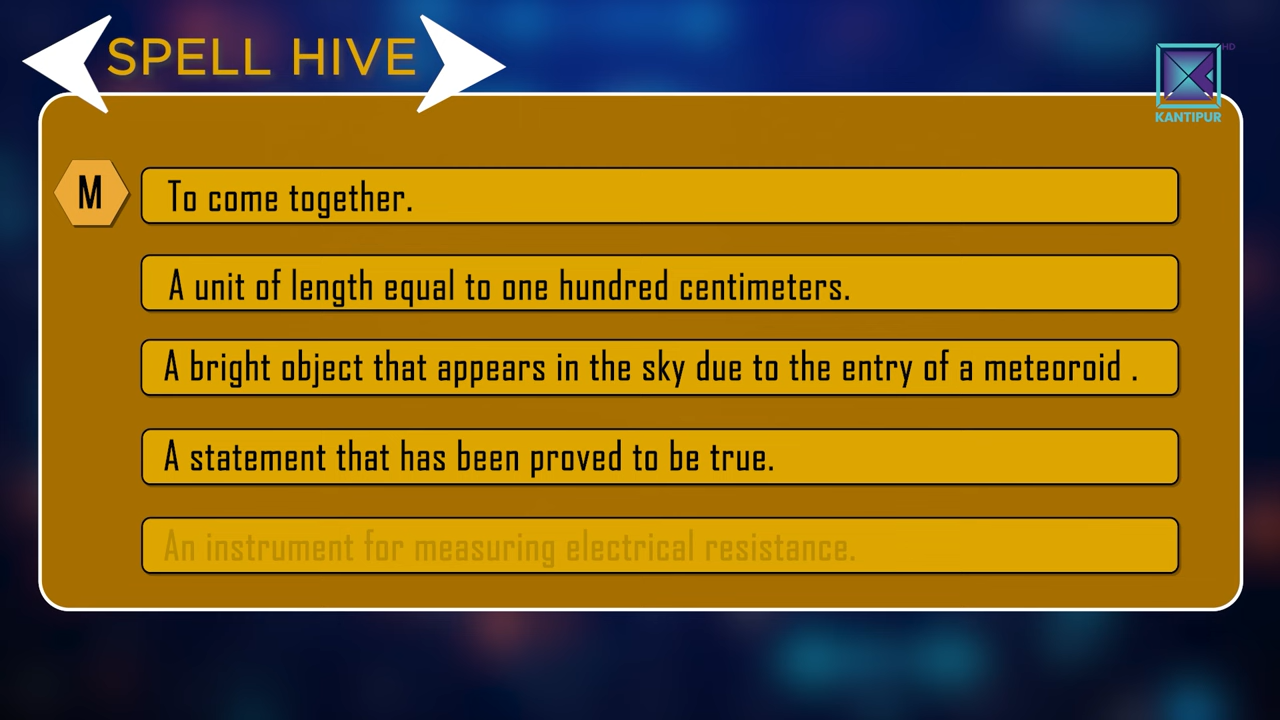 SPELL HIVE
HD
KANTIPUR
M
To come together.
A unit of length equal to one hundred centimeters.
A bright object that appears in the sky due to the entry of a meteoroid .
A statement that has been proved to be true.
An instrument for measuring electrical resistance.